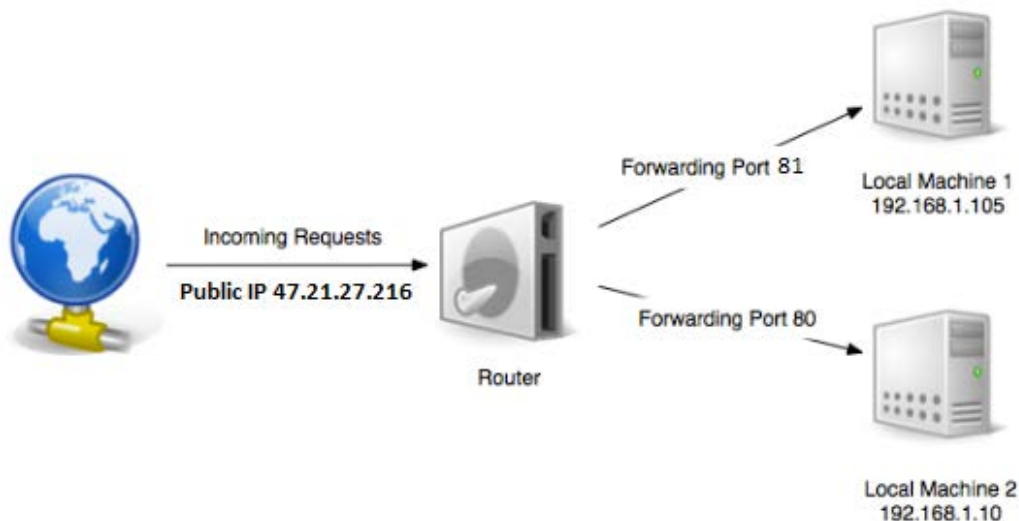 Incoming Requests
Public IP 47.21.27.216
Router
Forwarding Port 81
Local Machine 1
192.168.1.105
Forwarding Port 80
Local Machine 2
192.168.1.10